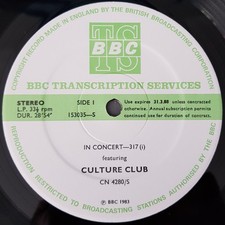 COPYRIGHT RECORD MADE IN ENGLAND BY THE BRITISH BROADCASTING CORPORATION
TS
BBC
BBC TRANSCRIPTION SERVICES
STEREO
L.P. 33⅓ rpm
DUR. 28'54"
SIDE 1
153035—S
Use expires 31.3.88 unless contracted
otherwise. Annual subscription permits
continued use for duration of contract.
IN CONCERT—317 (i)
featuring
CULTURE CLUB
CN 4280/S
℗ BBC 1983
REPRODUCTION RESTRICTED TO BROADCASTING STATIONS SPECIFICALLY AUTHORISED BY THE BBC